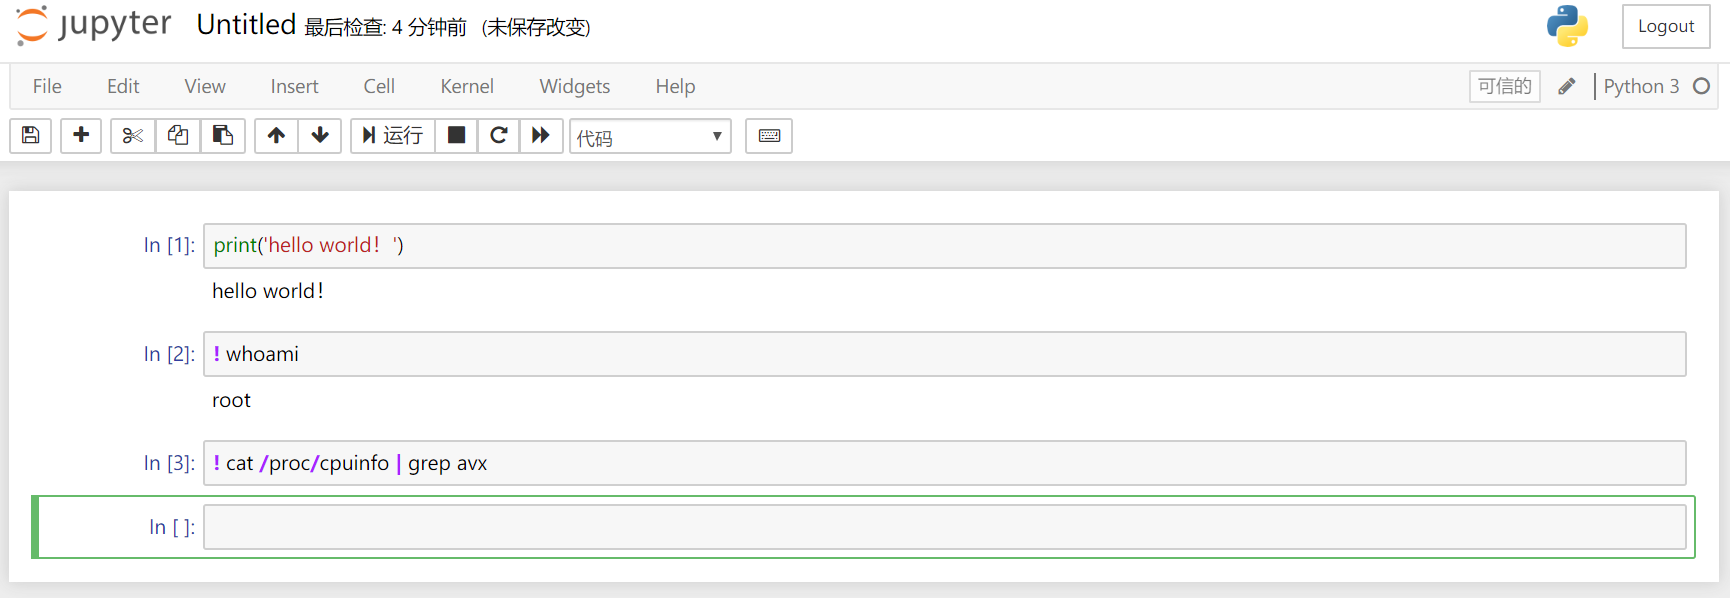 jupyter Untitled 最后检查: 4 分钟前 (未保存改变) Logout
File Edit View Insert Cell Kernel Widgets Help 可信的 Python 3
运行 代码
In [1]: print('hello world！')
hello world！
In [2]: ! whoami
root
In [3]: ! cat /proc/cpuinfo | grep avx
In [ ]: